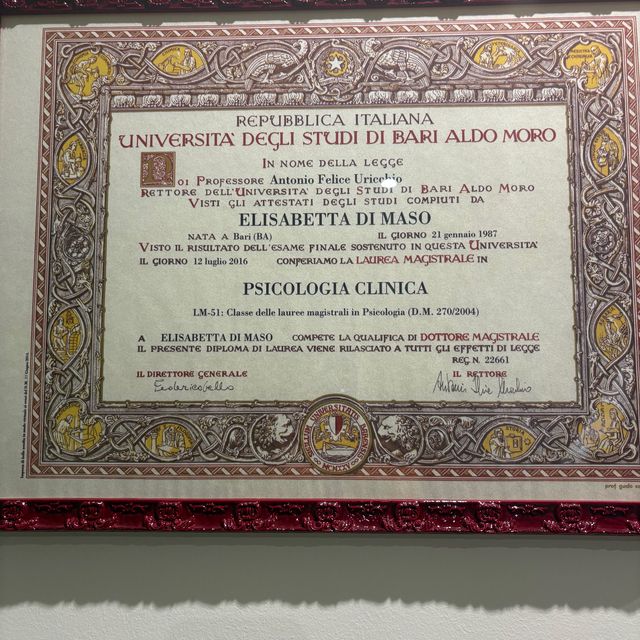 REPUBBLICA ITALIANA
UNIVERSITA' DEGLI STUDI DI BARI ALDO MORO
IN NOME DELLA LEGGE
NOI PROFESSORE Antonio Felice Uricchio
RETTORE DELL'UNIVERSITA' DEGLI STUDI DI BARI ALDO MORO
VISTI GLI ATTESTATI DEGLI STUDI COMPIUTI DA
ELISABETTA DI MASO
NATA A Bari (BA) IL GIORNO 21 gennaio 1987
VISTO IL RISULTATO DELL'ESAME FINALE SOSTENUTO IN QUESTA UNIVERSITA'
IL GIORNO 12 luglio 2016 CONFERIAMO LA LAUREA MAGISTRALE IN
PSICOLOGIA CLINICA
LM-51: Classe delle lauree magistrali in Psicologia (D.M. 270/2004)
A ELISABETTA DI MASO COMPETE LA QUALIFICA DI DOTTORE MAGISTRALE
IL PRESENTE DIPLOMA DI LAUREA VIENE RILASCIATO A TUTTI GLI EFFETTI DI LEGGE
REG. N. 22661
IL DIRETTORE GENERALE IL RETTORE
prof guido